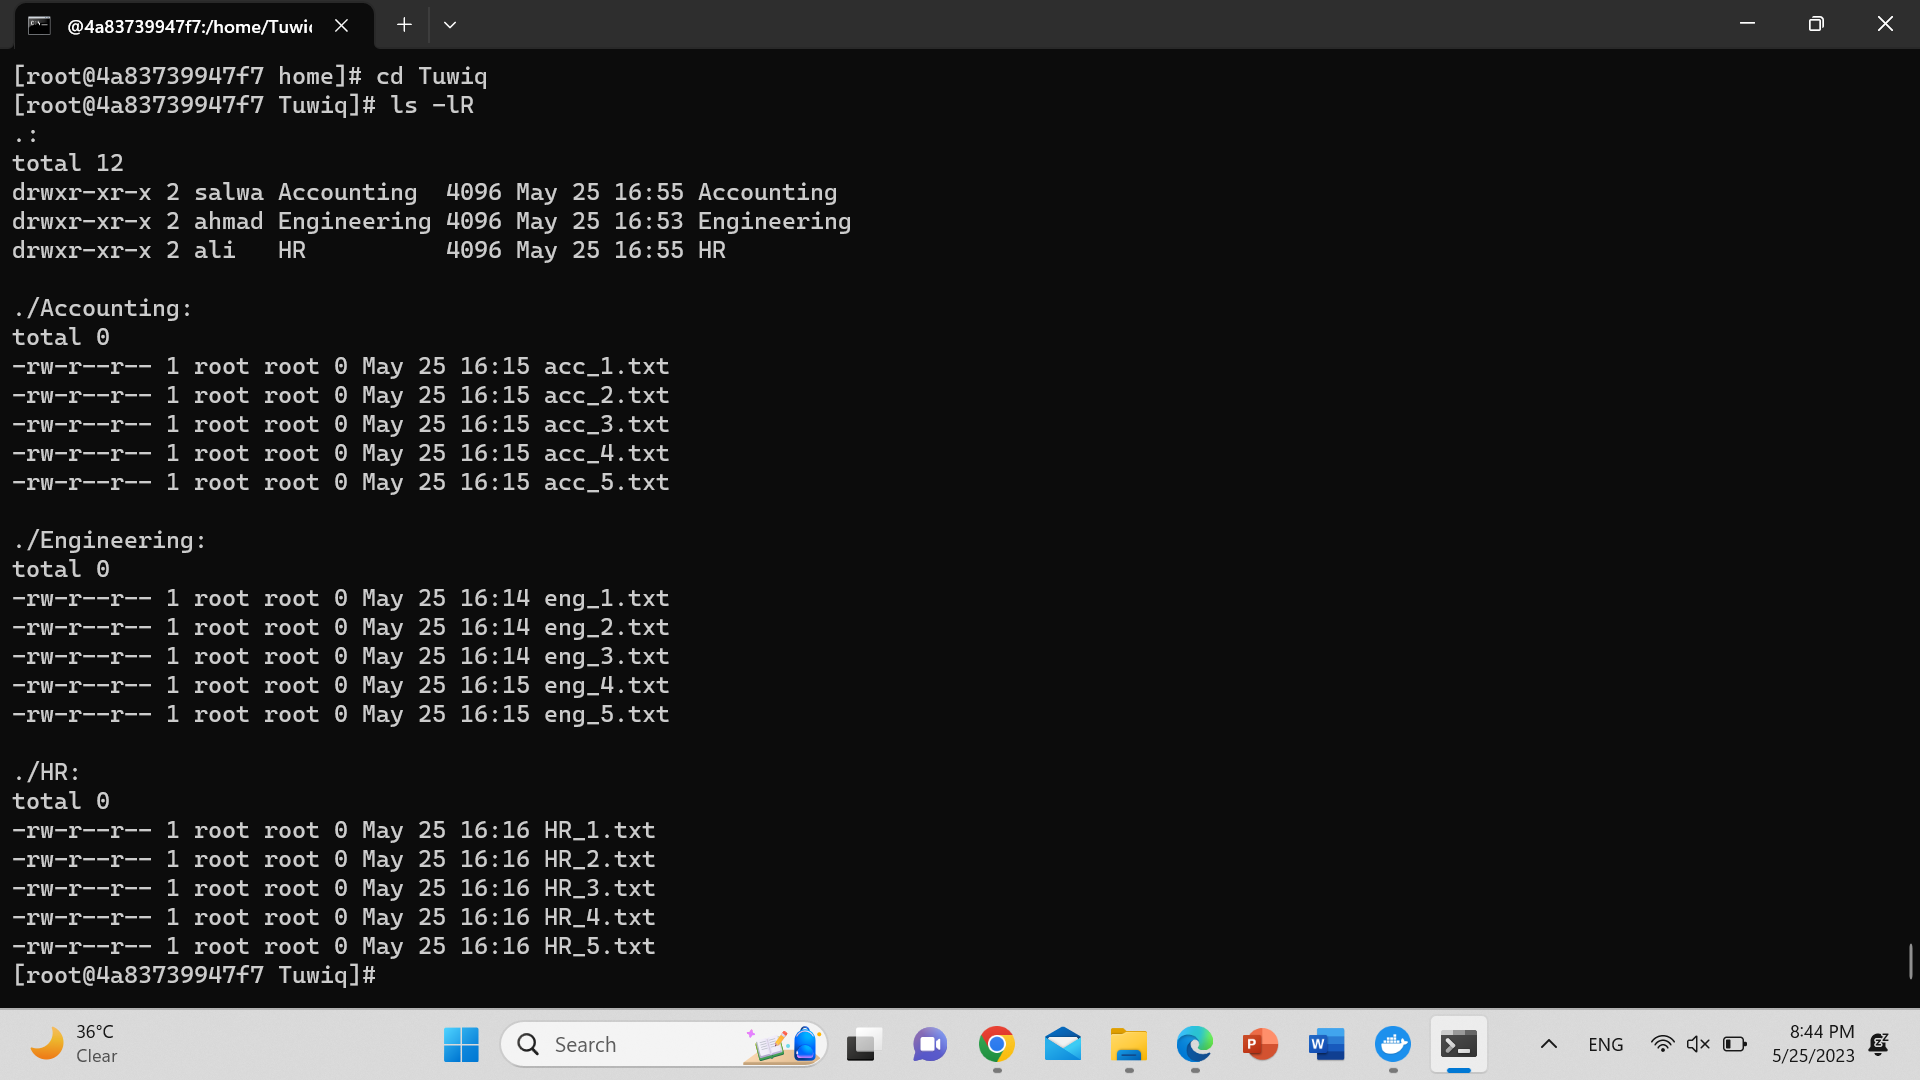 @4a83739947f7:/home/Tuwi
[root@4a83739947f7 home]# cd Tuwiq
[root@4a83739947f7 Tuwiq]# ls -lR
.:
total 12
drwxr-xr-x 2 salwa Accounting  4096 May 25 16:55 Accounting
drwxr-xr-x 2 ahmad Engineering 4096 May 25 16:53 Engineering
drwxr-xr-x 2 ali   HR          4096 May 25 16:55 HR

./Accounting:
total 0
-rw-r--r-- 1 root root 0 May 25 16:15 acc_1.txt
-rw-r--r-- 1 root root 0 May 25 16:15 acc_2.txt
-rw-r--r-- 1 root root 0 May 25 16:15 acc_3.txt
-rw-r--r-- 1 root root 0 May 25 16:15 acc_4.txt
-rw-r--r-- 1 root root 0 May 25 16:15 acc_5.txt

./Engineering:
total 0
-rw-r--r-- 1 root root 0 May 25 16:14 eng_1.txt
-rw-r--r-- 1 root root 0 May 25 16:14 eng_2.txt
-rw-r--r-- 1 root root 0 May 25 16:14 eng_3.txt
-rw-r--r-- 1 root root 0 May 25 16:15 eng_4.txt
-rw-r--r-- 1 root root 0 May 25 16:15 eng_5.txt

./HR:
total 0
-rw-r--r-- 1 root root 0 May 25 16:16 HR_1.txt
-rw-r--r-- 1 root root 0 May 25 16:16 HR_2.txt
-rw-r--r-- 1 root root 0 May 25 16:16 HR_3.txt
-rw-r--r-- 1 root root 0 May 25 16:16 HR_4.txt
-rw-r--r-- 1 root root 0 May 25 16:16 HR_5.txt
[root@4a83739947f7 Tuwiq]#
36°C
Clear
Search
ENG
8:44 PM
5/25/2023